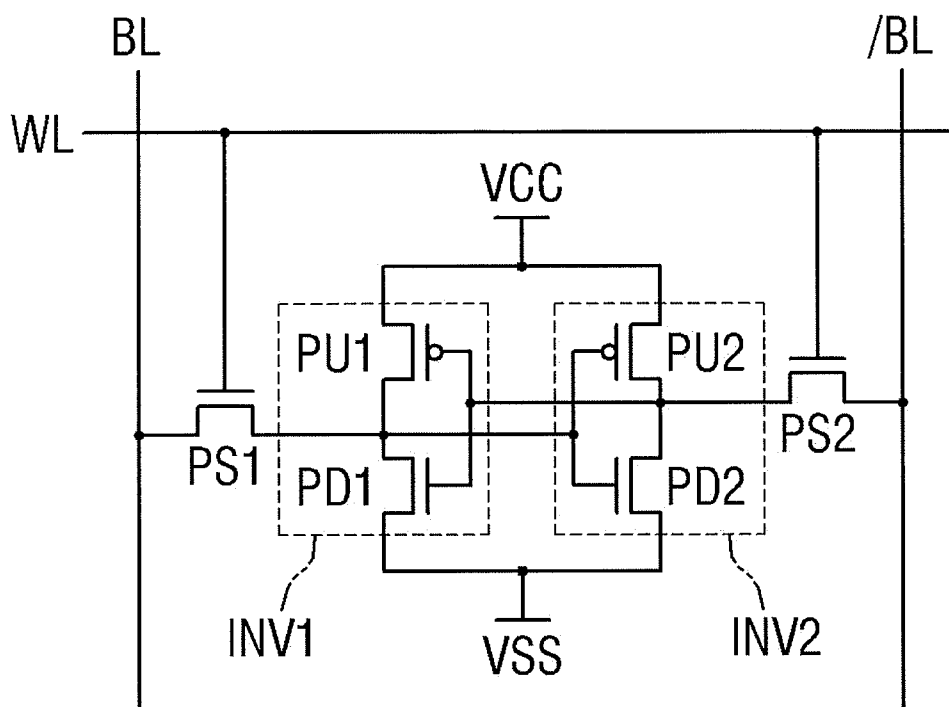 BL
/BL
WL
VCC
PU1
PU2
PS1
PS2
PD1
PD2
INV1
INV2
VSS